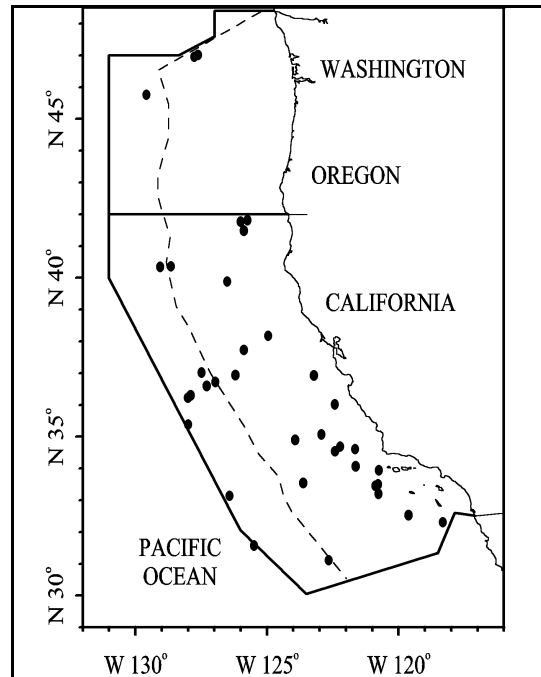 WASHINGTON
N 45°
OREGON
N 40°
CALIFORNIA
N 35°
PACIFIC
OCEAN
N 30°
W 130°
W 125°
W 120°